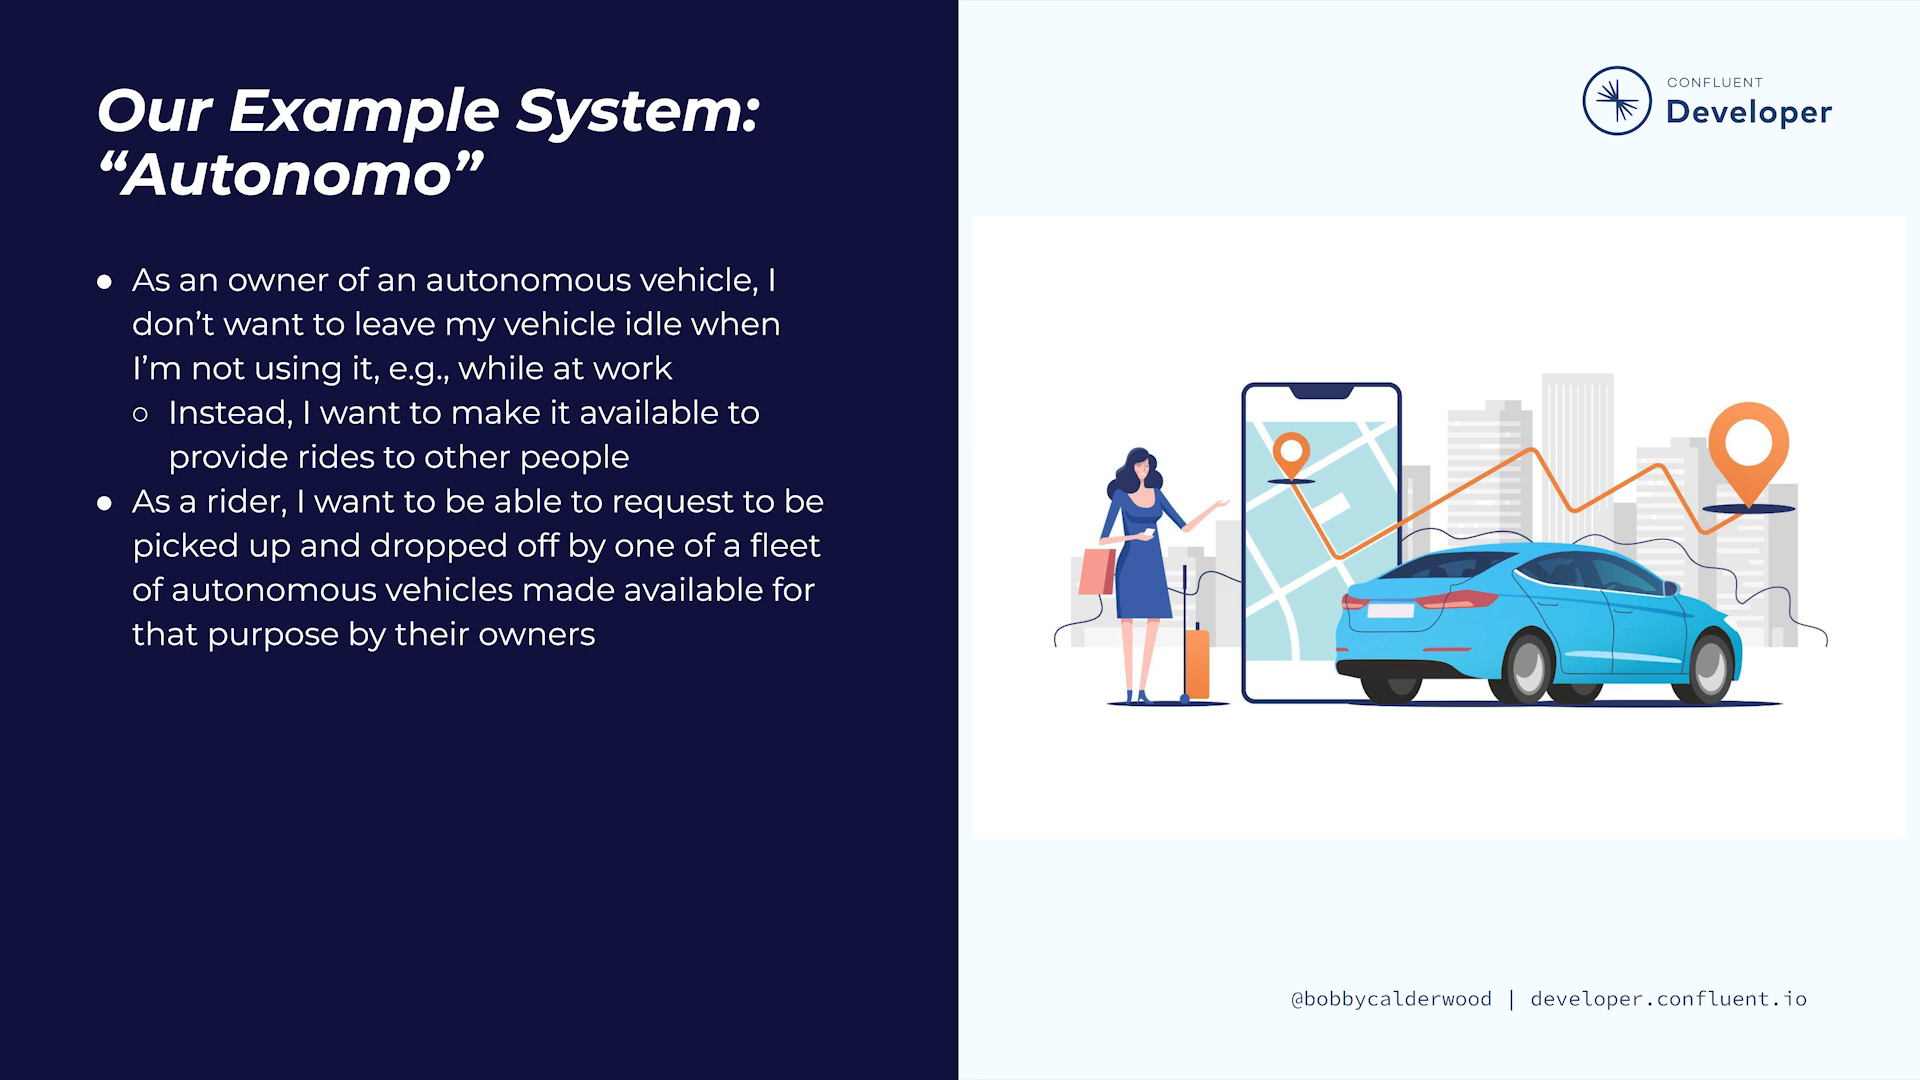 Our Example System:
“Autonomo”
● As an owner of an autonomous vehicle, I
don’t want to leave my vehicle idle when
I’m not using it, e.g., while at work
○ Instead, I want to make it available to
provide rides to other people
● As a rider, I want to be able to request to be
picked up and dropped off by one of a fleet
of autonomous vehicles made available for
that purpose by their owners
CONFLUENT
Developer
@bobbycalderwood | developer.confluent.io